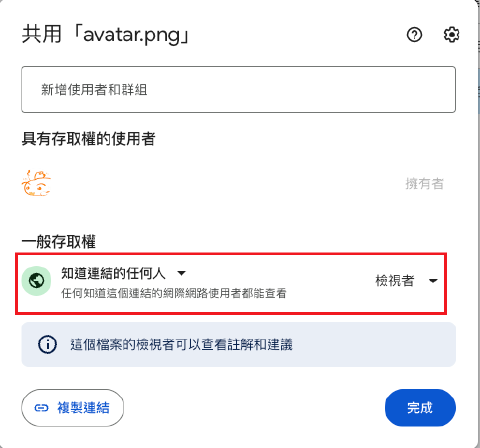 共用「avatar.png」
新增使用者和群組
具有存取權的使用者
擁有者
一般存取權
知道連結的任何人
檢視者
任何知道這個連結的網際網路使用者都能查看
這個檔案的檢視者可以查看註解和建議
複製連結
完成